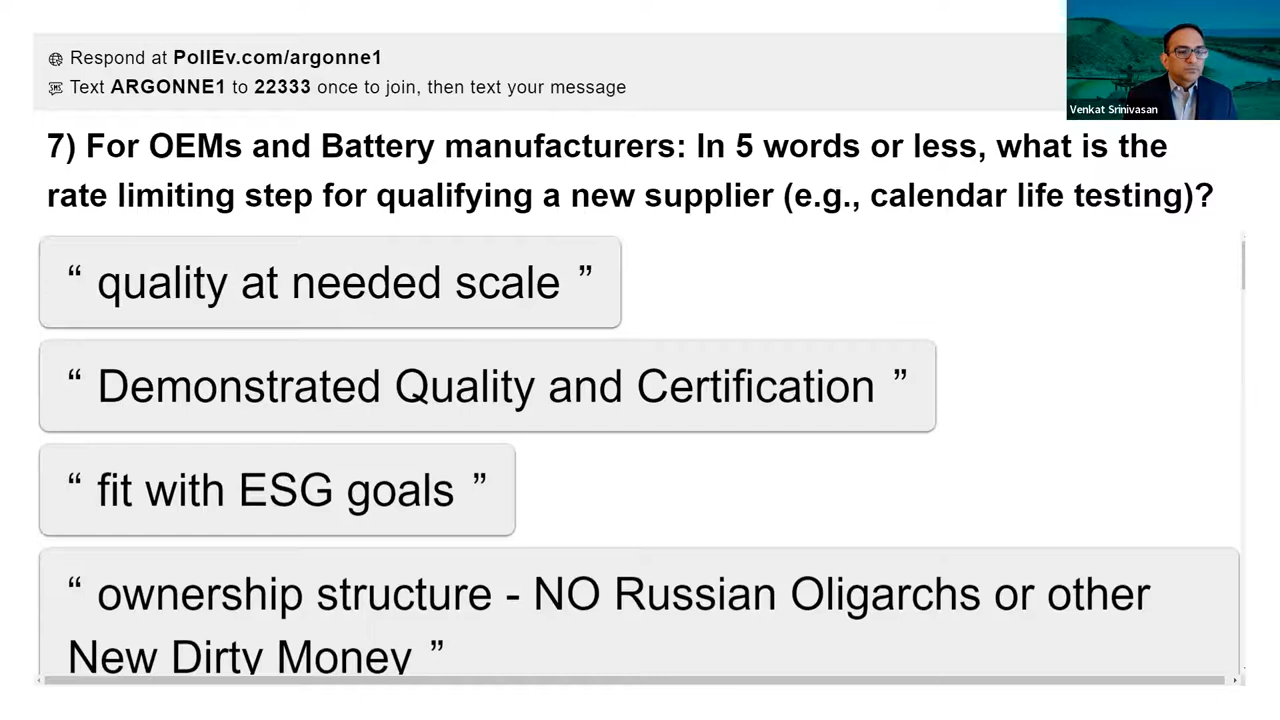 Respond at PollEv.com/argonne1
Text ARGONNE1 to 22333 once to join, then text your message
Venkat Srinivasan
7) For OEMs and Battery manufacturers: In 5 words or less, what is the
rate limiting step for qualifying a new supplier (e.g., calendar life testing)?
“ quality at needed scale ”
“ Demonstrated Quality and Certification ”
“ fit with ESG goals ”
“ ownership structure - NO Russian Oligarchs or other
New Dirty Money ”